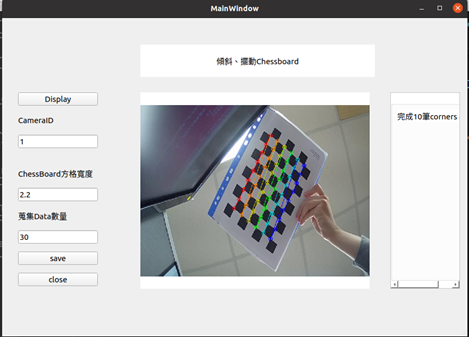 MainWindow
傾斜、擺動Chessboard
Display
CameraID
1
ChessBoard方格寬度
2.2
蒐集Data數量
30
save
close
完成10筆corners